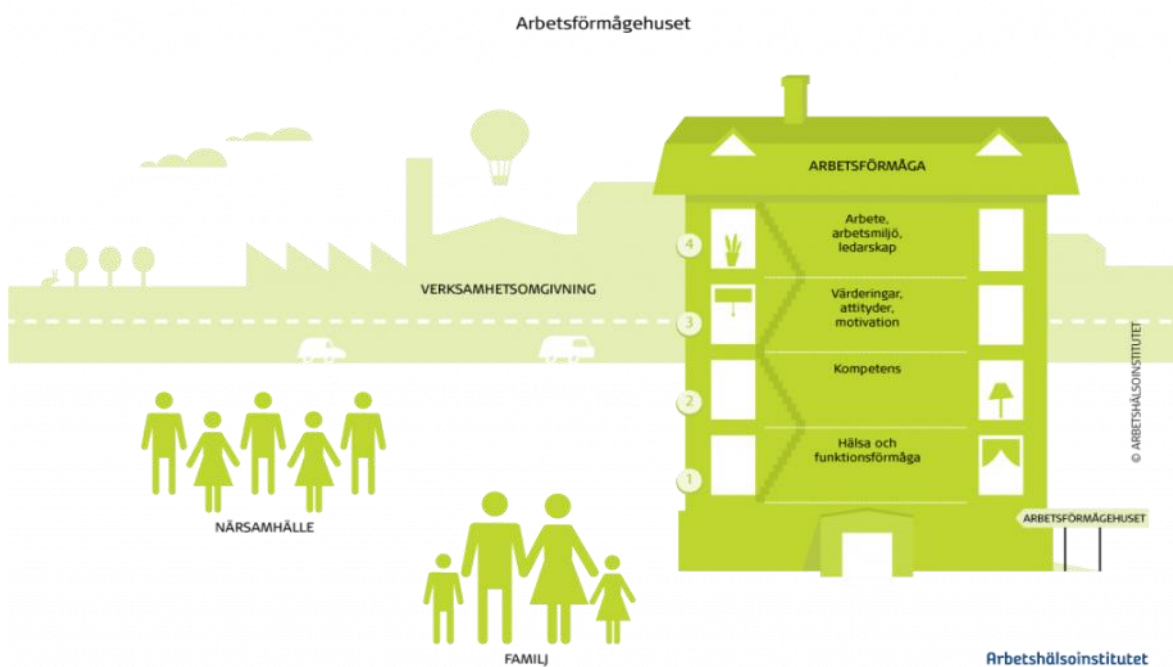 Arbetsförmågehuset
ARBETSFÖRMÅGA
4
Arbete,
arbetsmiljö,
ledarskap
VERKSAMHETSOMGIVNING
3
Värderingar,
attityder,
motivation
2
Kompetens
1
Hälsa och
funktionsförmåga
© ARBETSHÄLSOINSTITUTET
ARBETSFÖRMÅGEHUSET
NÄRSAMHÄLLE
FAMILJ
Arbetshälsoinstitutet